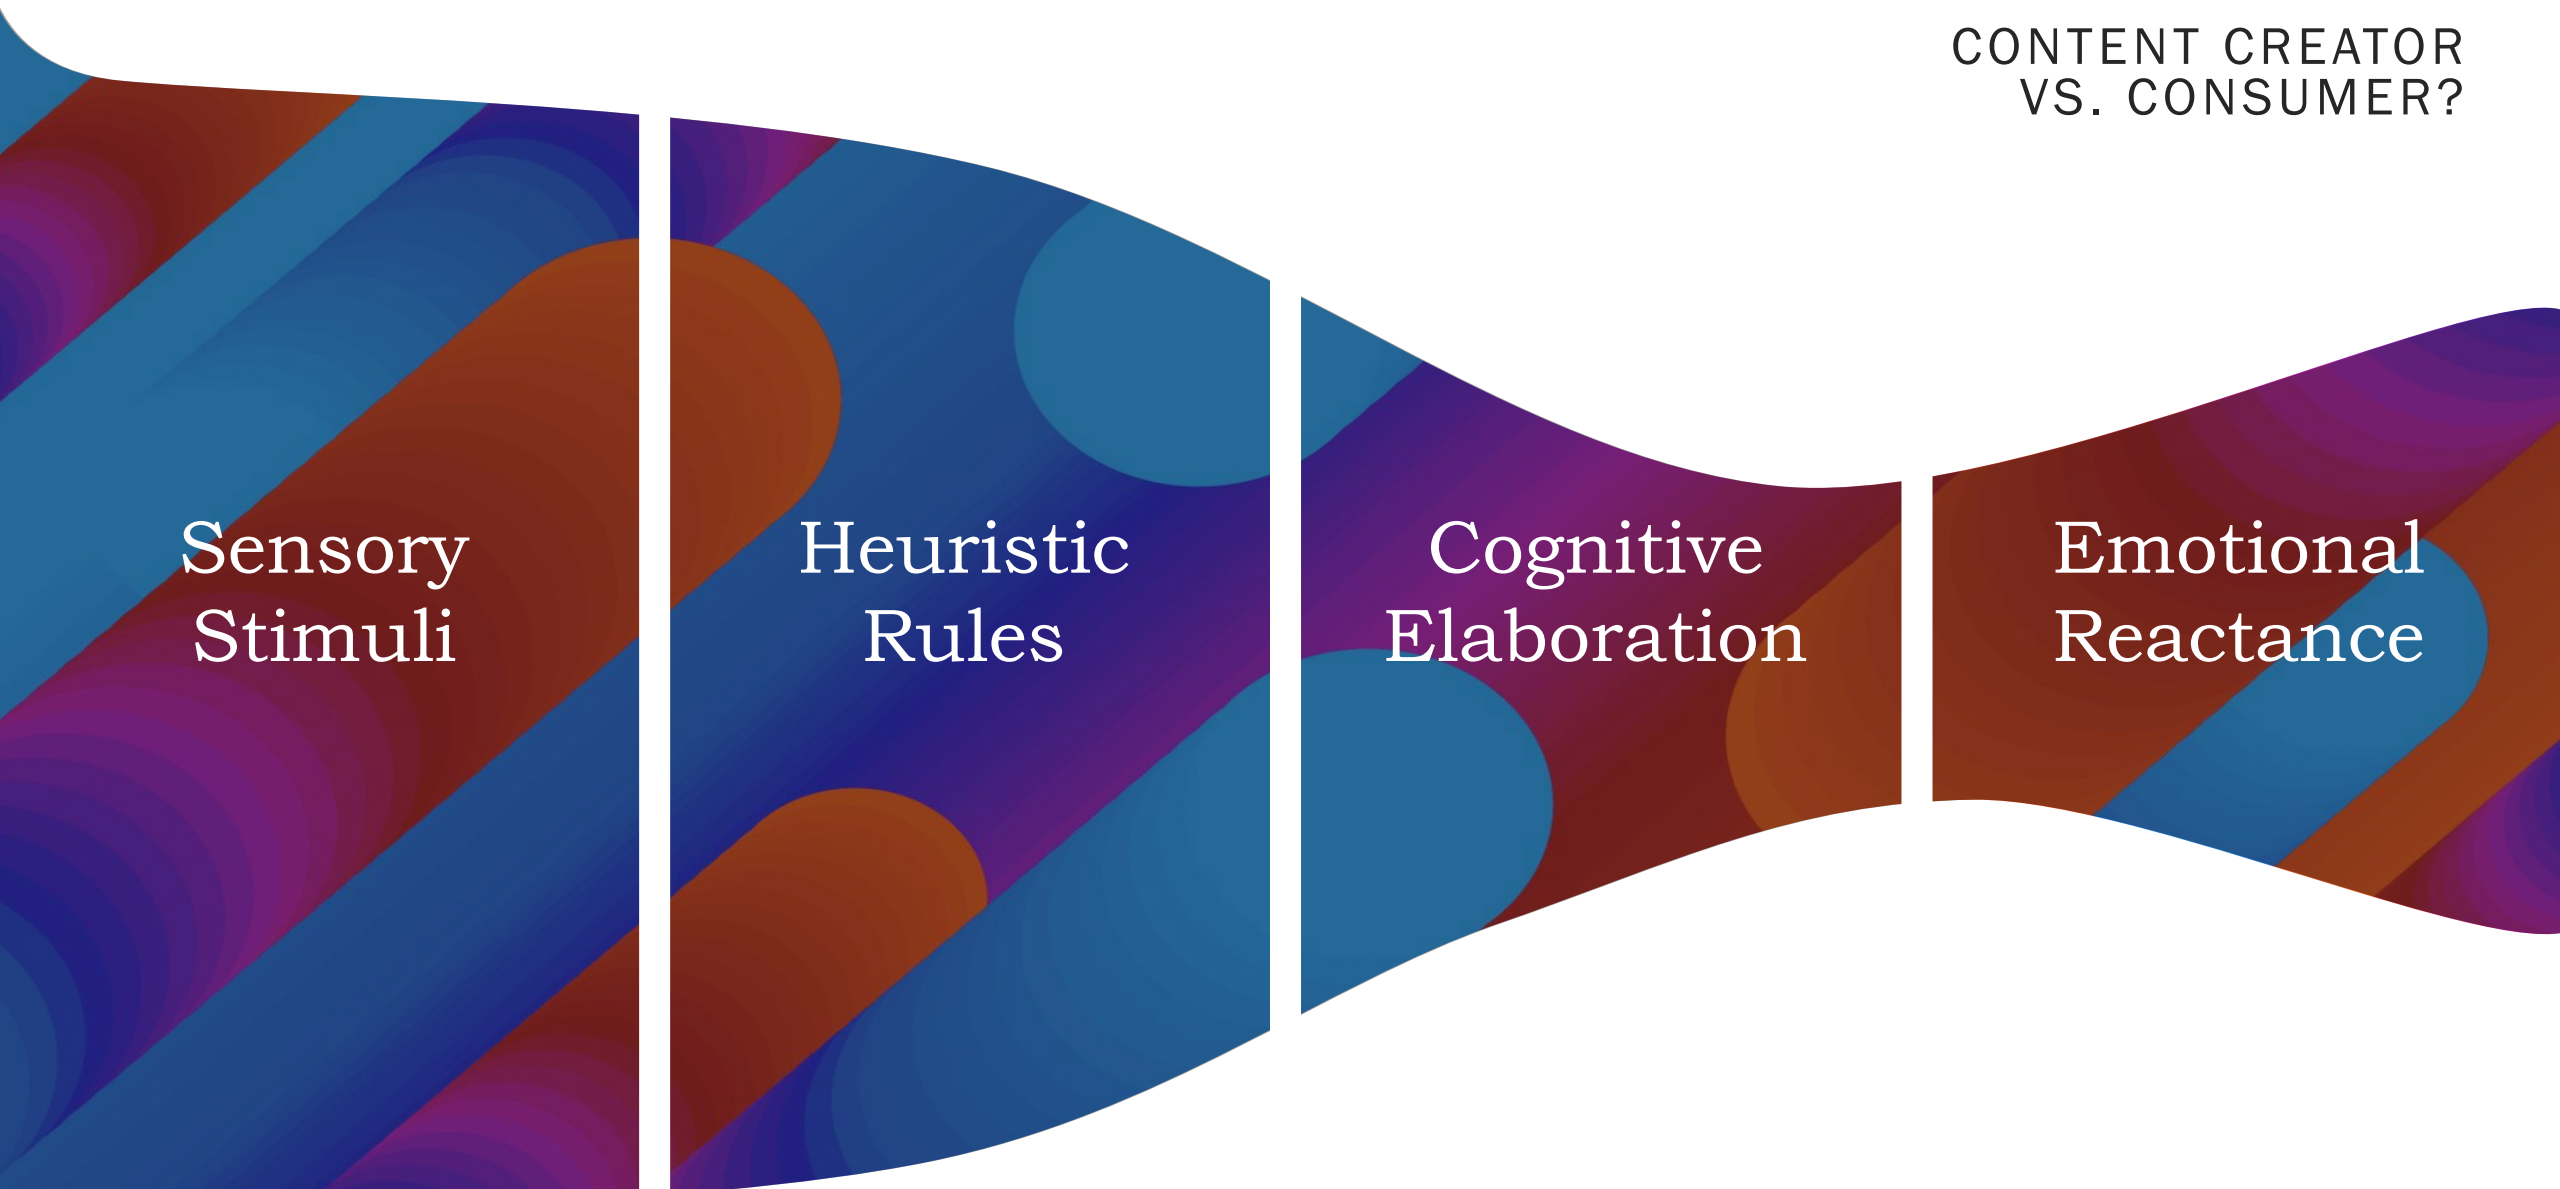 CONTENT CREATOR
VS. CONSUMER?
Sensory
Stimuli
Heuristic
Rules
Cognitive
Elaboration
Emotional
Reactance